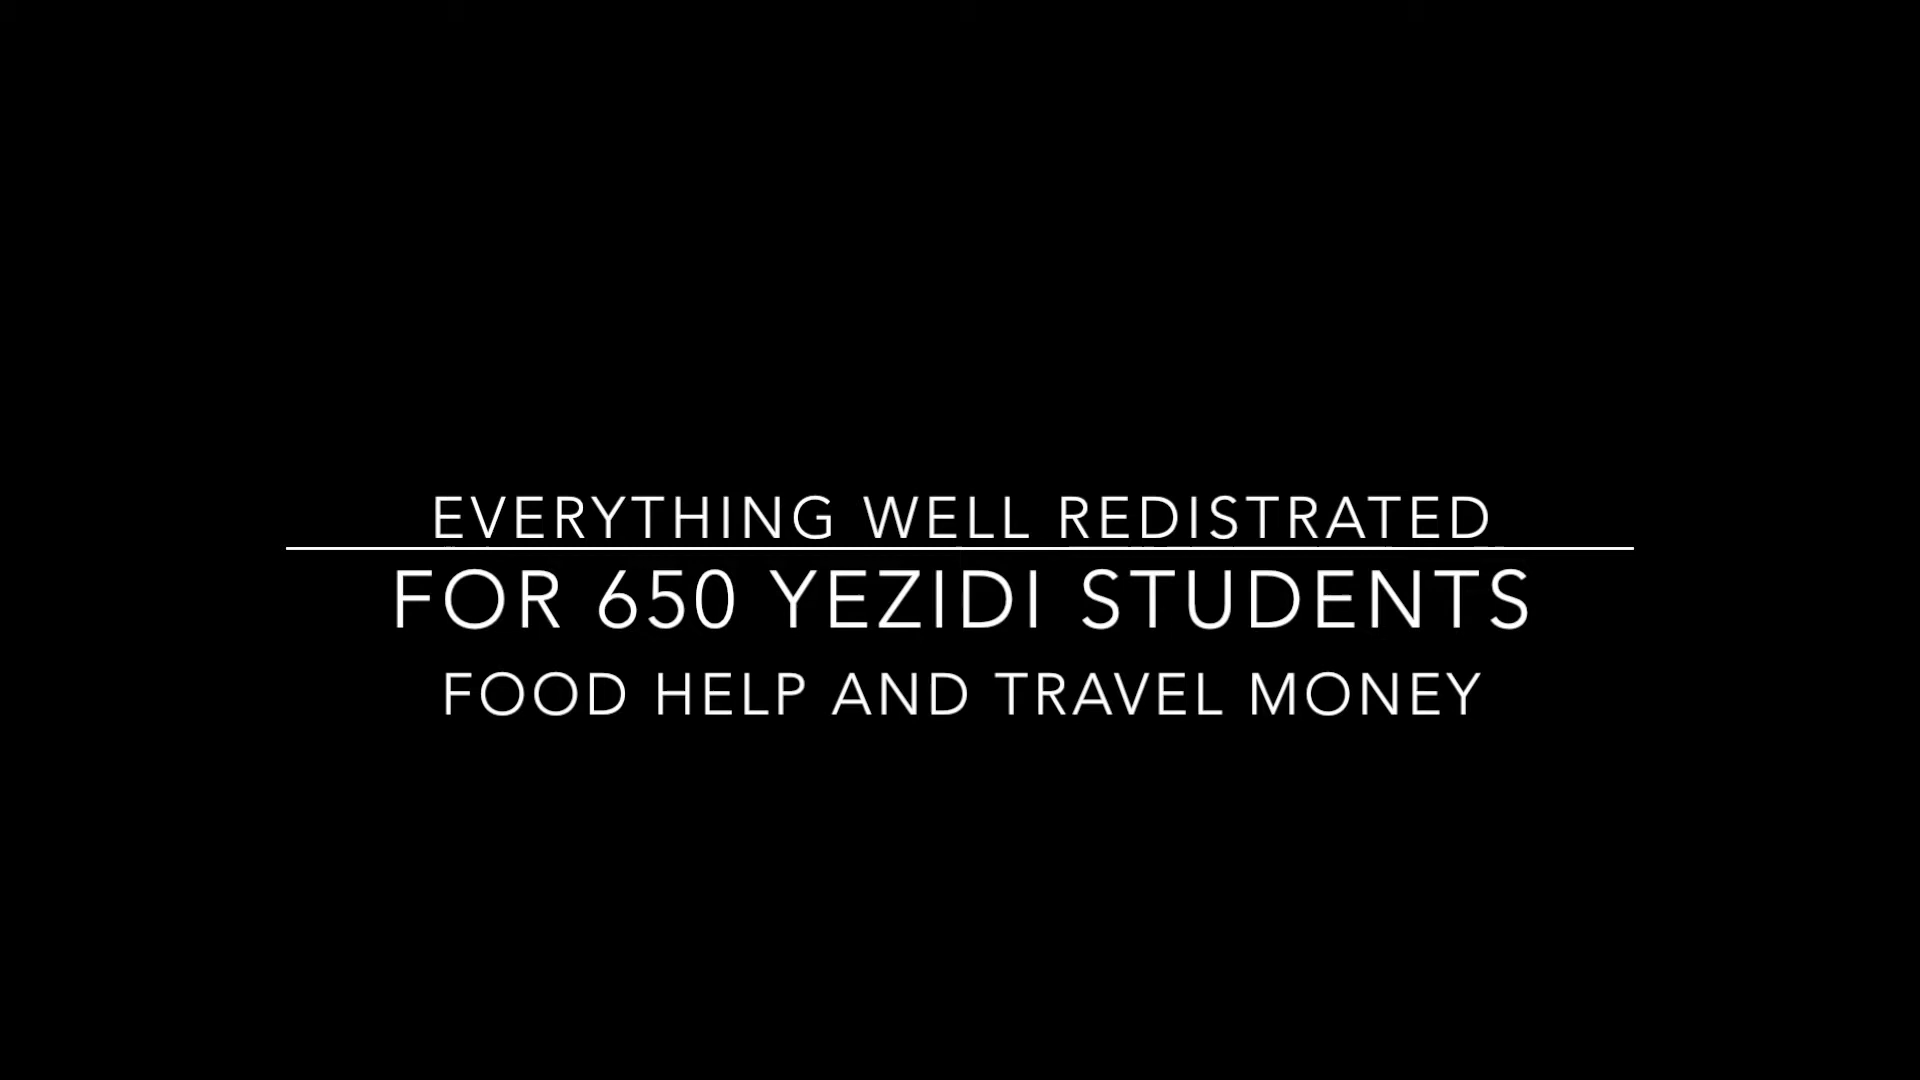 EVERYTHING WELL REDISTRATED
FOR 650 YEZIDI STUDENTS
FOOD HELP AND TRAVEL MONEY